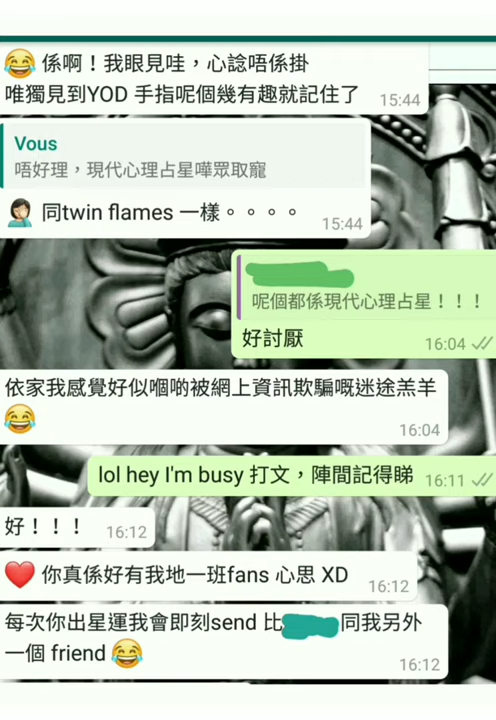 😂 係啊！我眼見哇，心諗唔係掛
唯獨見到YOD 手指呢個幾有趣就記住了 15:44
Vous
唔好理，現代心理占星嘩眾取寵
🤦🏻‍♀️ 同twin flames 一樣。。。。 15:44
呢個都係現代心理占星！！！
好討厭 16:04
依家我感覺好似嗰啲被網上資訊欺騙嘅迷途羔羊
😂 16:04
lol hey I'm busy 打文，陣間記得睇 16:11
好！！！ 16:12
❤️ 你真係好有我地一班fans 心思 XD 16:12
每次你出星運我會即刻send 比 同我另外
一個 friend 😂 16:12